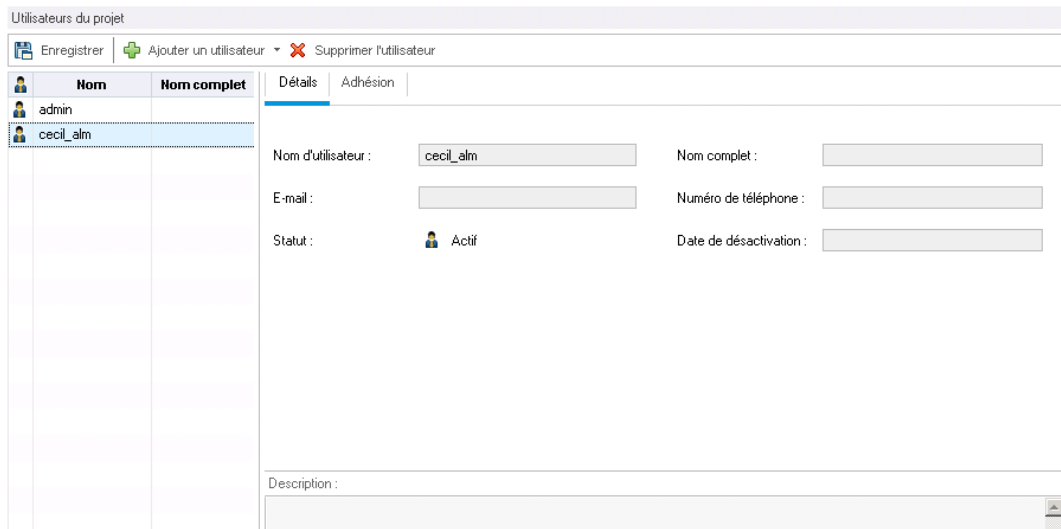 Utilisateurs du projet
Enregistrer Ajouter un utilisateur Supprimer l'utilisateur
Nom Nom complet Détails Adhésion
admin
cecil_alm
Nom d'utilisateur : cecil_alm Nom complet :
E-mail : Numéro de téléphone :
Statut : Actif Date de désactivation :
Description :